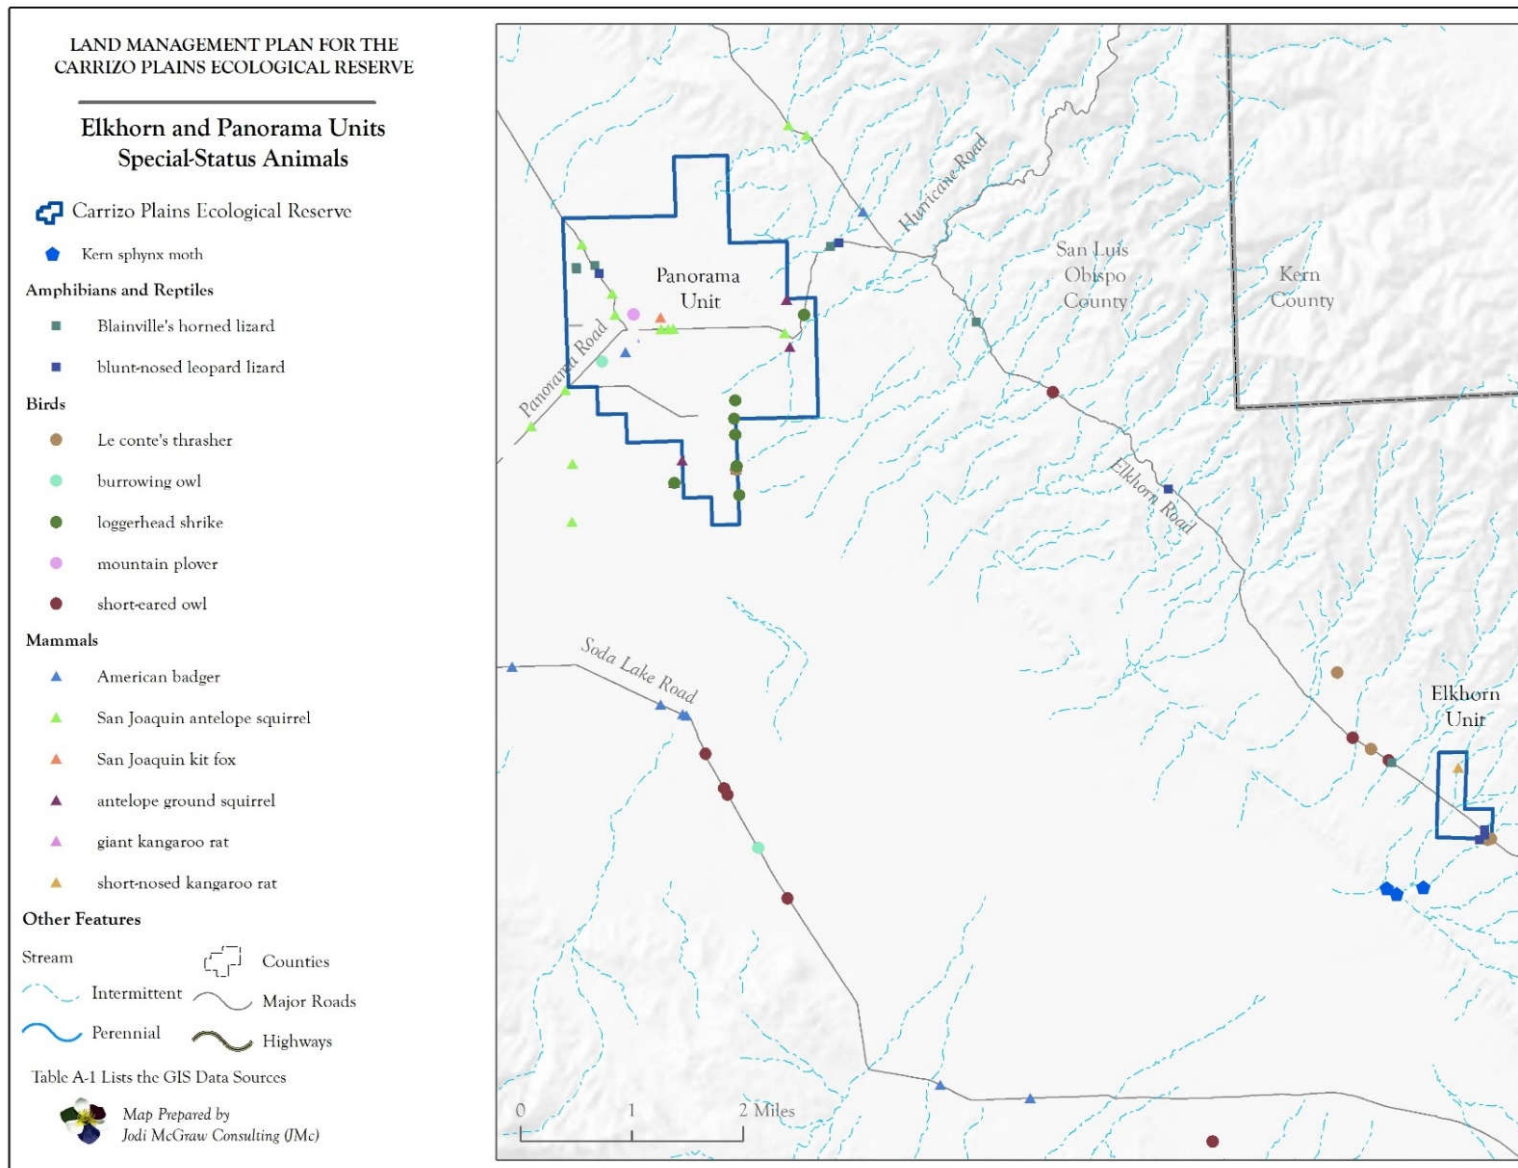 LAND MANAGEMENT PLAN FOR THE
CARRIZO PLAINS ECOLOGICAL RESERVE
Elkhorn and Panorama Units
Special-Status Animals
Carrizo Plains Ecological Reserve
Kern sphynx moth
Amphibians and Reptiles
Blainville's horned lizard
blunt-nosed leopard lizard
Birds
Le conte's thrasher
burrowing owl
loggerhead shrike
mountain plover
short-eared owl
Mammals
American badger
San Joaquin antelope squirrel
San Joaquin kit fox
antelope ground squirrel
giant kangaroo rat
short-nosed kangaroo rat
Other Features
Stream
Intermittent
Perennial
Counties
Major Roads
Highways
Table A-1 Lists the GIS Data Sources
Map Prepared by
Jodi McGraw Consulting (JMc)
Hurricane Road
San Luis
Obispo
County
Kern
County
Panorama
Unit
Panorama Road
Elkhorn Road
Soda Lake Road
Elkhorn
Unit
0 1 2 Miles